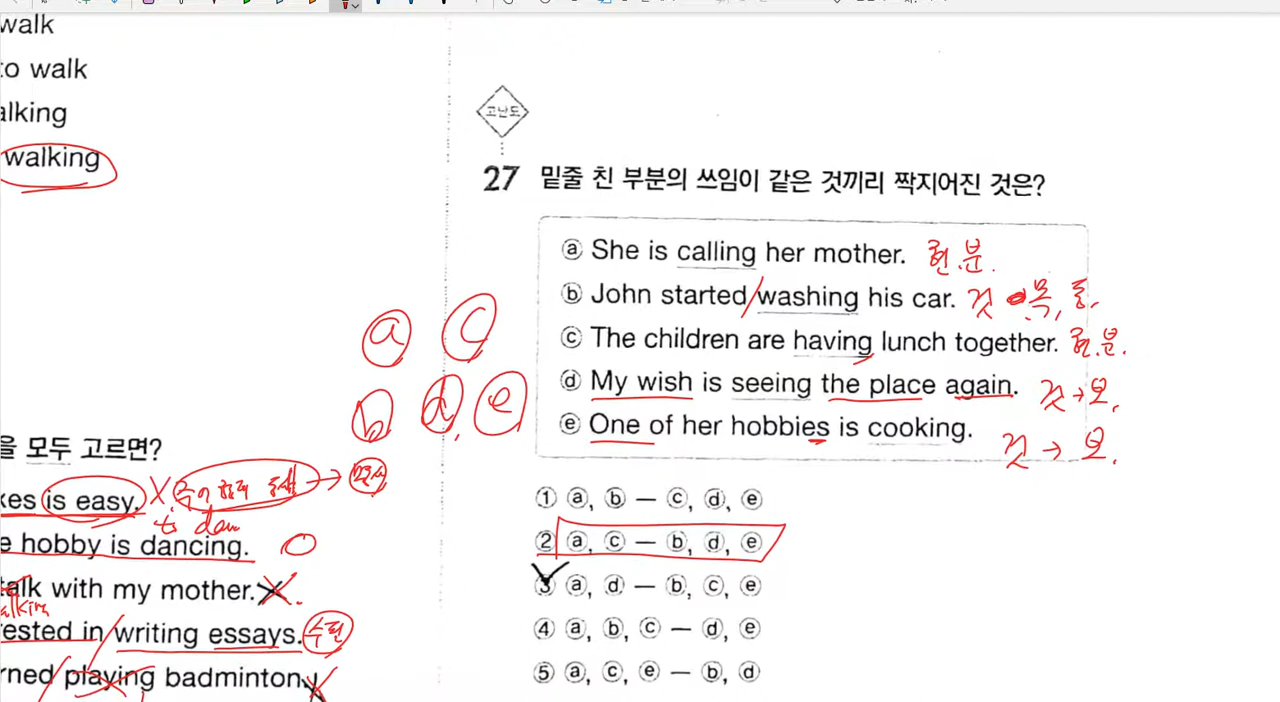 walk
to walk
alking
walking
을 모두 고르면?
kes is easy. X
e hobby is dancing.
talk with my mother.
alking
rested in writing essays.
rned playing badminton
고난도
27 밑줄 친 부분의 쓰임이 같은 것끼리 짝지어진 것은?
ⓐ She is calling her mother. 현.분.
ⓑ John started washing his car. 것
ⓒ The children are having lunch together. 현.분.
ⓓ My wish is seeing the place again. 것 → 보.
ⓔ One of her hobbies is cooking. 것 → 보.
a c
b d, e
① ⓐ, ⓑ — ⓒ, ⓓ, ⓔ
② ⓐ, ⓒ — ⓑ, ⓓ, ⓔ
③ ⓐ, ⓓ — ⓑ, ⓒ, ⓔ
④ ⓐ, ⓑ, ⓒ — ⓓ, ⓔ
⑤ ⓐ, ⓒ, ⓔ — ⓑ, ⓓ